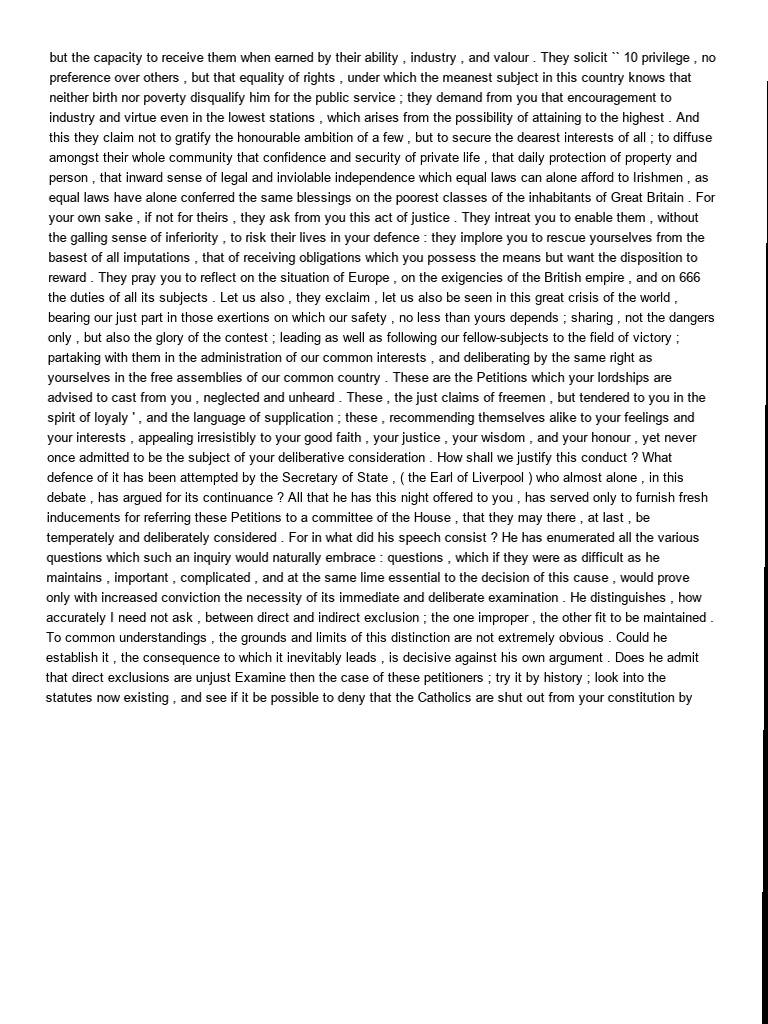 but the capacity to receive them when earned by their ability , industry , and valour . They solicit `` 10 privilege , no
preference over others , but that equality of rights , under which the meanest subject in this country knows that
neither birth nor poverty disqualify him for the public service ; they demand from you that encouragement to
industry and virtue even in the lowest stations , which arises from the possibility of attaining to the highest . And
this they claim not to gratify the honourable ambition of a few , but to secure the dearest interests of all ; to diffuse
amongst their whole community that confidence and security of private life , that daily protection of property and
person , that inward sense of legal and inviolable independence which equal laws can alone afford to Irishmen , as
equal laws have alone conferred the same blessings on the poorest classes of the inhabitants of Great Britain . For
your own sake , if not for theirs , they ask from you this act of justice . They intreat you to enable them , without
the galling sense of inferiority , to risk their lives in your defence : they implore you to rescue yourselves from the
basest of all imputations , that of receiving obligations which you possess the means but want the disposition to
reward . They pray you to reflect on the situation of Europe , on the exigencies of the British empire , and on 666
the duties of all its subjects . Let us also , they exclaim , let us also be seen in this great crisis of the world ,
bearing our just part in those exertions on which our safety , no less than yours depends ; sharing , not the dangers
only , but also the glory of the contest ; leading as well as following our fellow-subjects to the field of victory ;
partaking with them in the administration of our common interests , and deliberating by the same right as
yourselves in the free assemblies of our common country . These are the Petitions which your lordships are
advised to cast from you , neglected and unheard . These , the just claims of freemen , but tendered to you in the
spirit of loyaly ' , and the language of supplication ; these , recommending themselves alike to your feelings and
your interests , appealing irresistibly to your good faith , your justice , your wisdom , and your honour , yet never
once admitted to be the subject of your deliberative consideration . How shall we justify this conduct ? What
defence of it has been attempted by the Secretary of State , ( the Earl of Liverpool ) who almost alone , in this
debate , has argued for its continuance ? All that he has this night offered to you , has served only to furnish fresh
inducements for referring these Petitions to a committee of the House , that they may there , at last , be
temperately and deliberately considered . For in what did his speech consist ? He has enumerated all the various
questions which such an inquiry would naturally embrace : questions , which if they were as difficult as he
maintains , important , complicated , and at the same lime essential to the decision of this cause , would prove
only with increased conviction the necessity of its immediate and deliberate examination . He distinguishes , how
accurately I need not ask , between direct and indirect exclusion ; the one improper , the other fit to be maintained .
To common understandings , the grounds and limits of this distinction are not extremely obvious . Could he
establish it , the consequence to which it inevitably leads , is decisive against his own argument . Does he admit
that direct exclusions are unjust Examine then the case of these petitioners ; try it by history ; look into the
statutes now existing , and see if it be possible to deny that the Catholics are shut out from your constitution by